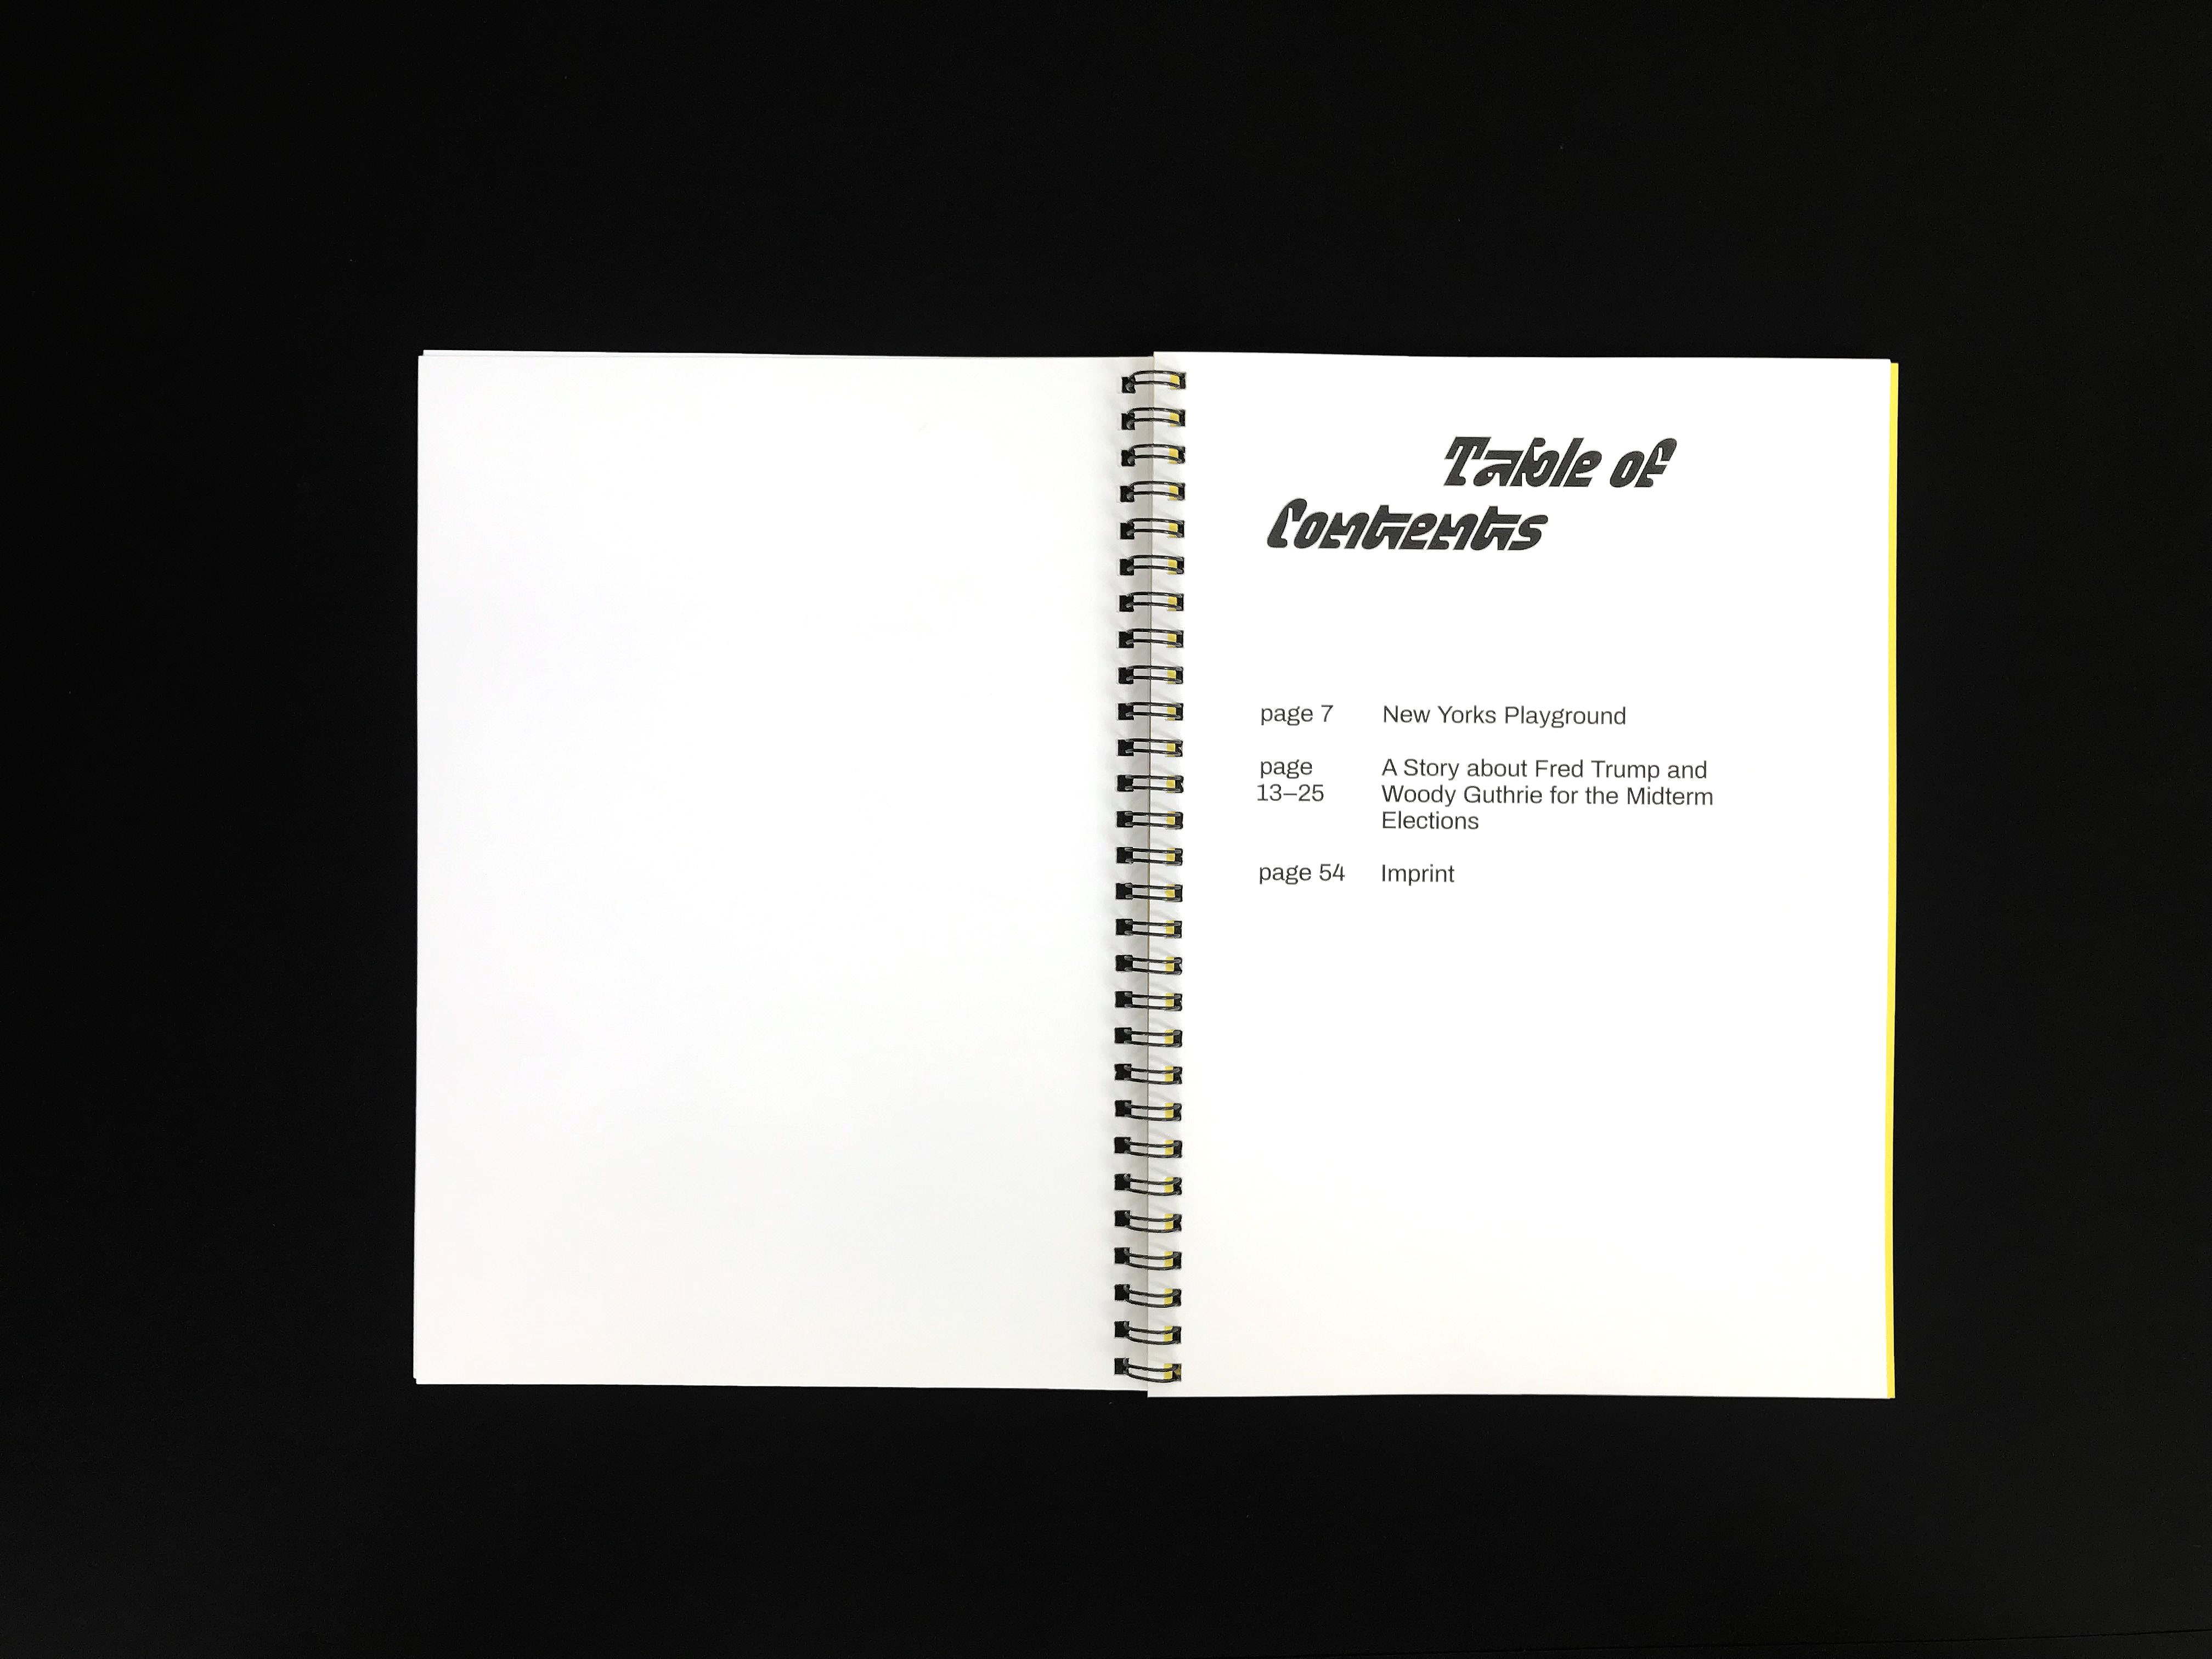 Table of
Contents
page 7 New Yorks Playground
page A Story about Fred Trump and
13–25 Woody Guthrie for the Midterm
Elections
page 54 Imprint